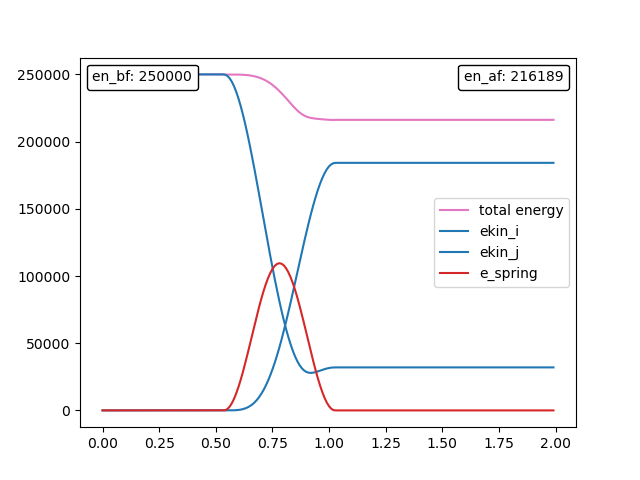 en_bf: 250000
en_af: 216189
250000
200000
150000
100000
50000
0
total energy
ekin_i
ekin_j
e_spring
0.00 0.25 0.50 0.75 1.00 1.25 1.50 1.75 2.00